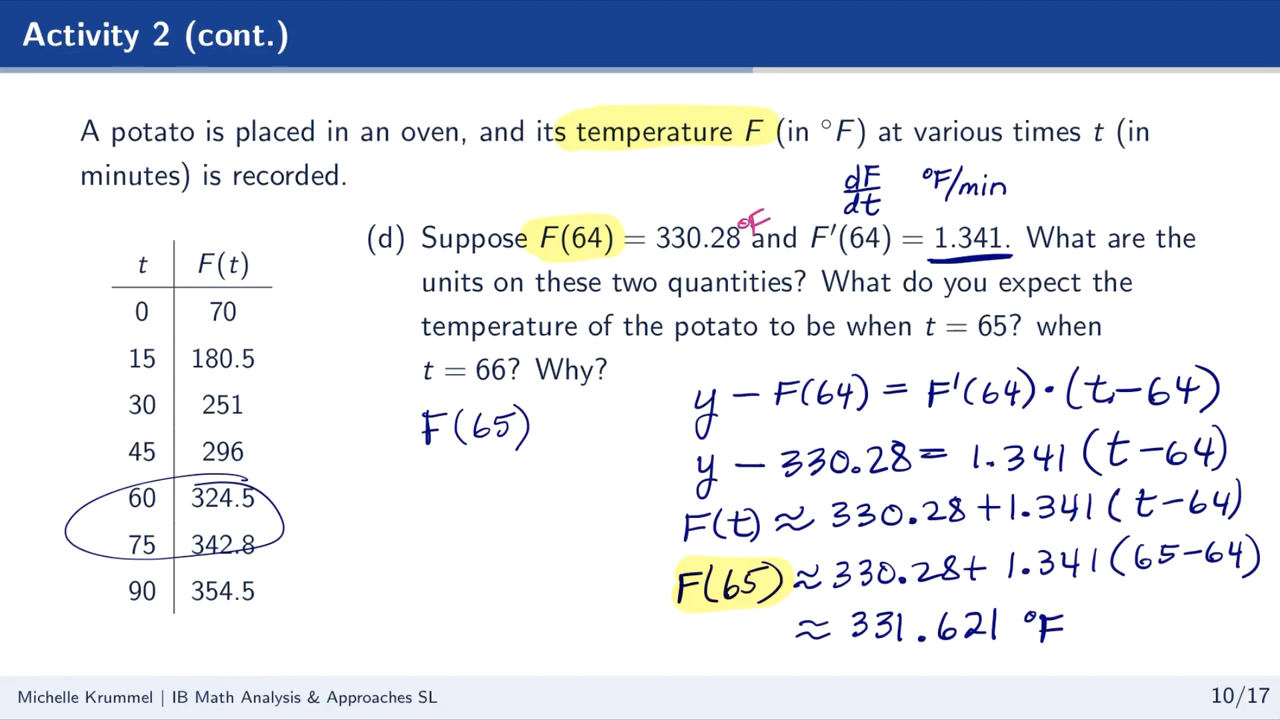 Activity 2 (cont.)
A potato is placed in an oven, and its temperature F (in °F) at various times t (in
minutes) is recorded.
dF/dt °F/min
°F
(d) Suppose F(64) = 330.28 and F′(64) = 1.341. What are the
units on these two quantities? What do you expect the
temperature of the potato to be when t = 65? when
t = 66? Why?
t F(t)
0 70
15 180.5
30 251
45 296
60 324.5
75 342.8
90 354.5
F(65)
y − F(64) = F′(64) · (t−64)
y − 330.28 = 1.341 (t−64)
F(t) ≈ 330.28 + 1.341 (t−64)
F(65) ≈ 330.28 + 1.341 (65−64)
≈ 331.621 °F
Michelle Krummel | IB Math Analysis & Approaches SL
10/17